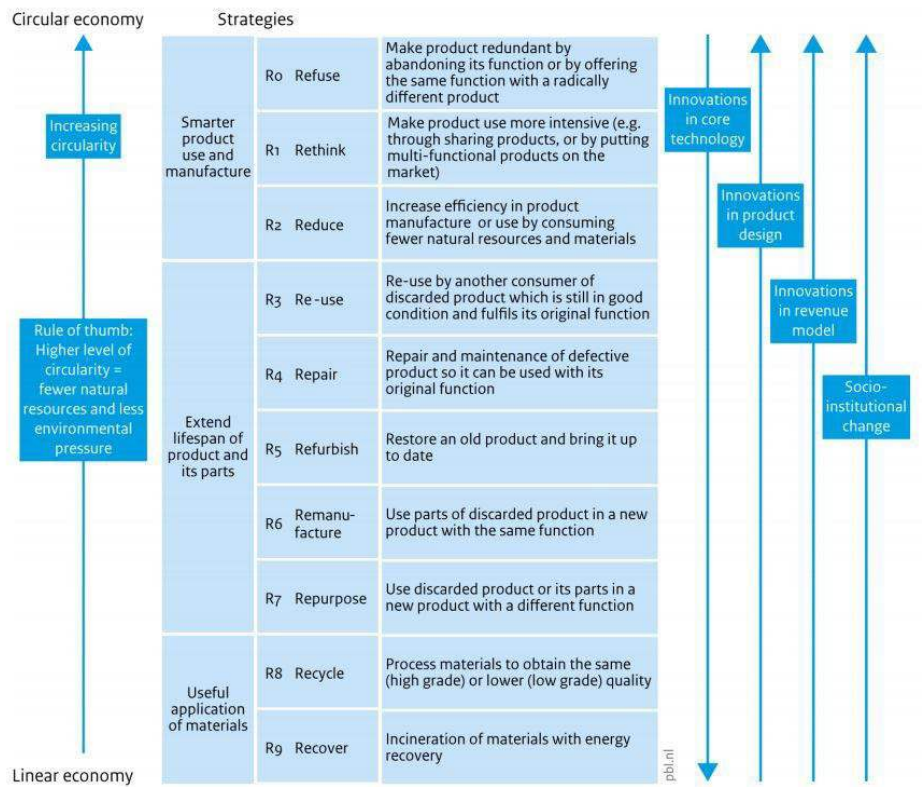 Circular economy
Strategies
Increasing
circularity
Rule of thumb:
Higher level of
circularity =
fewer natural
resources and less
environmental
pressure
Linear economy
Smarter
product
use and
manufacture
R0 Refuse
Make product redundant by
abandoning its function or by offering
the same function with a radically
different product
R1 Rethink
Make product use more intensive (e.g.
through sharing products, or by putting
multi-functional products on the
market)
R2 Reduce
Increase efficiency in product
manufacture or use by consuming
fewer natural resources and materials
Extend
lifespan of
product and
its parts
R3 Re-use
Re-use by another consumer of
discarded product which is still in good
condition and fulfils its original function
R4 Repair
Repair and maintenance of defective
product so it can be used with its
original function
R5 Refurbish
Restore an old product and bring it up
to date
R6 Remanu-
facture
Use parts of discarded product in a new
product with the same function
R7 Repurpose
Use discarded product or its parts in a
new product with a different function
Useful
application
of materials
R8 Recycle
Process materials to obtain the same
(high grade) or lower (low grade) quality
R9 Recover
Incineration of materials with energy
recovery
pbl.nl
Innovations
in core
technology
Innovations
in product
design
Innovations
in revenue
model
Socio-
institutional
change